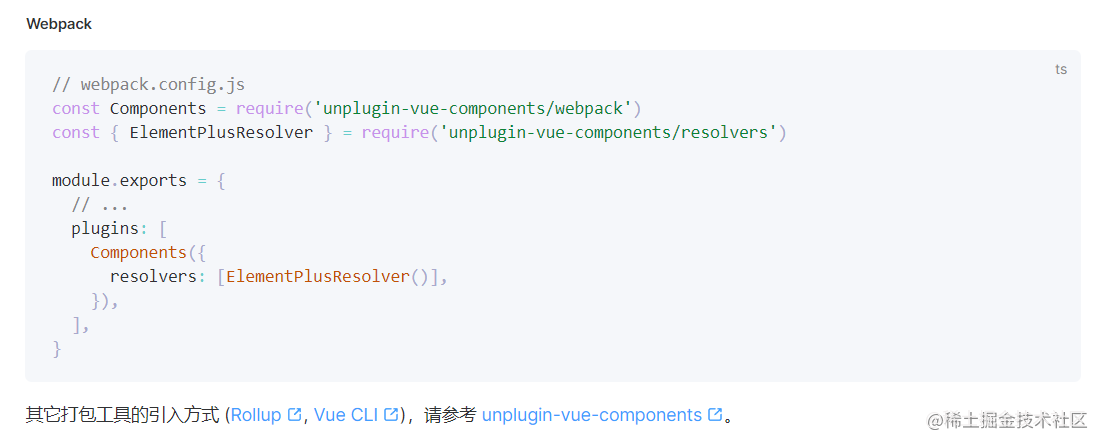 Webpack
ts
// webpack.config.js
const Components = require('unplugin-vue-components/webpack')
const { ElementPlusResolver } = require('unplugin-vue-components/resolvers')
module.exports = {
  // ...
  plugins: [
    Components({
      resolvers: [ElementPlusResolver()],
    }),
  ],
}
其它打包工具的引入方式 (Rollup, Vue CLI)，请参考 unplugin-vue-components。
@稀土掘金技术社区